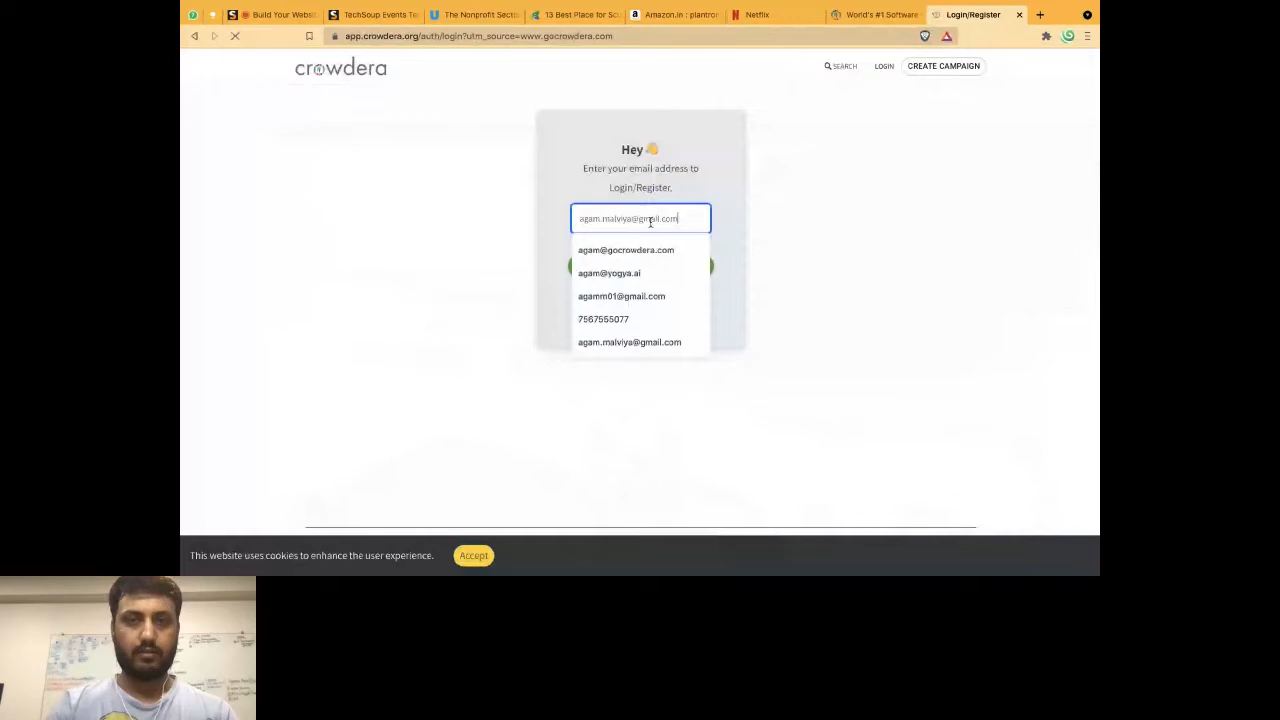 Build Your Websi
TechSoup Events Te
The Nonprofit Secti
13 Best Place for Sc
Amazon.in : plantron
Netflix
World's #1 Software
Login/Register
app.crowdera.org/auth/login?utm_source=www.gocrowdera.com
crowdera
SEARCH
LOGIN
CREATE CAMPAIGN
Hey
Enter your email address to
Login/Register.
agam.malviya@gmail.com
agam@gocrowdera.com
agam@yogya.ai
agamm01@gmail.com
7567555077
agam.malviya@gmail.com
This website uses cookies to enhance the user experience.
Accept